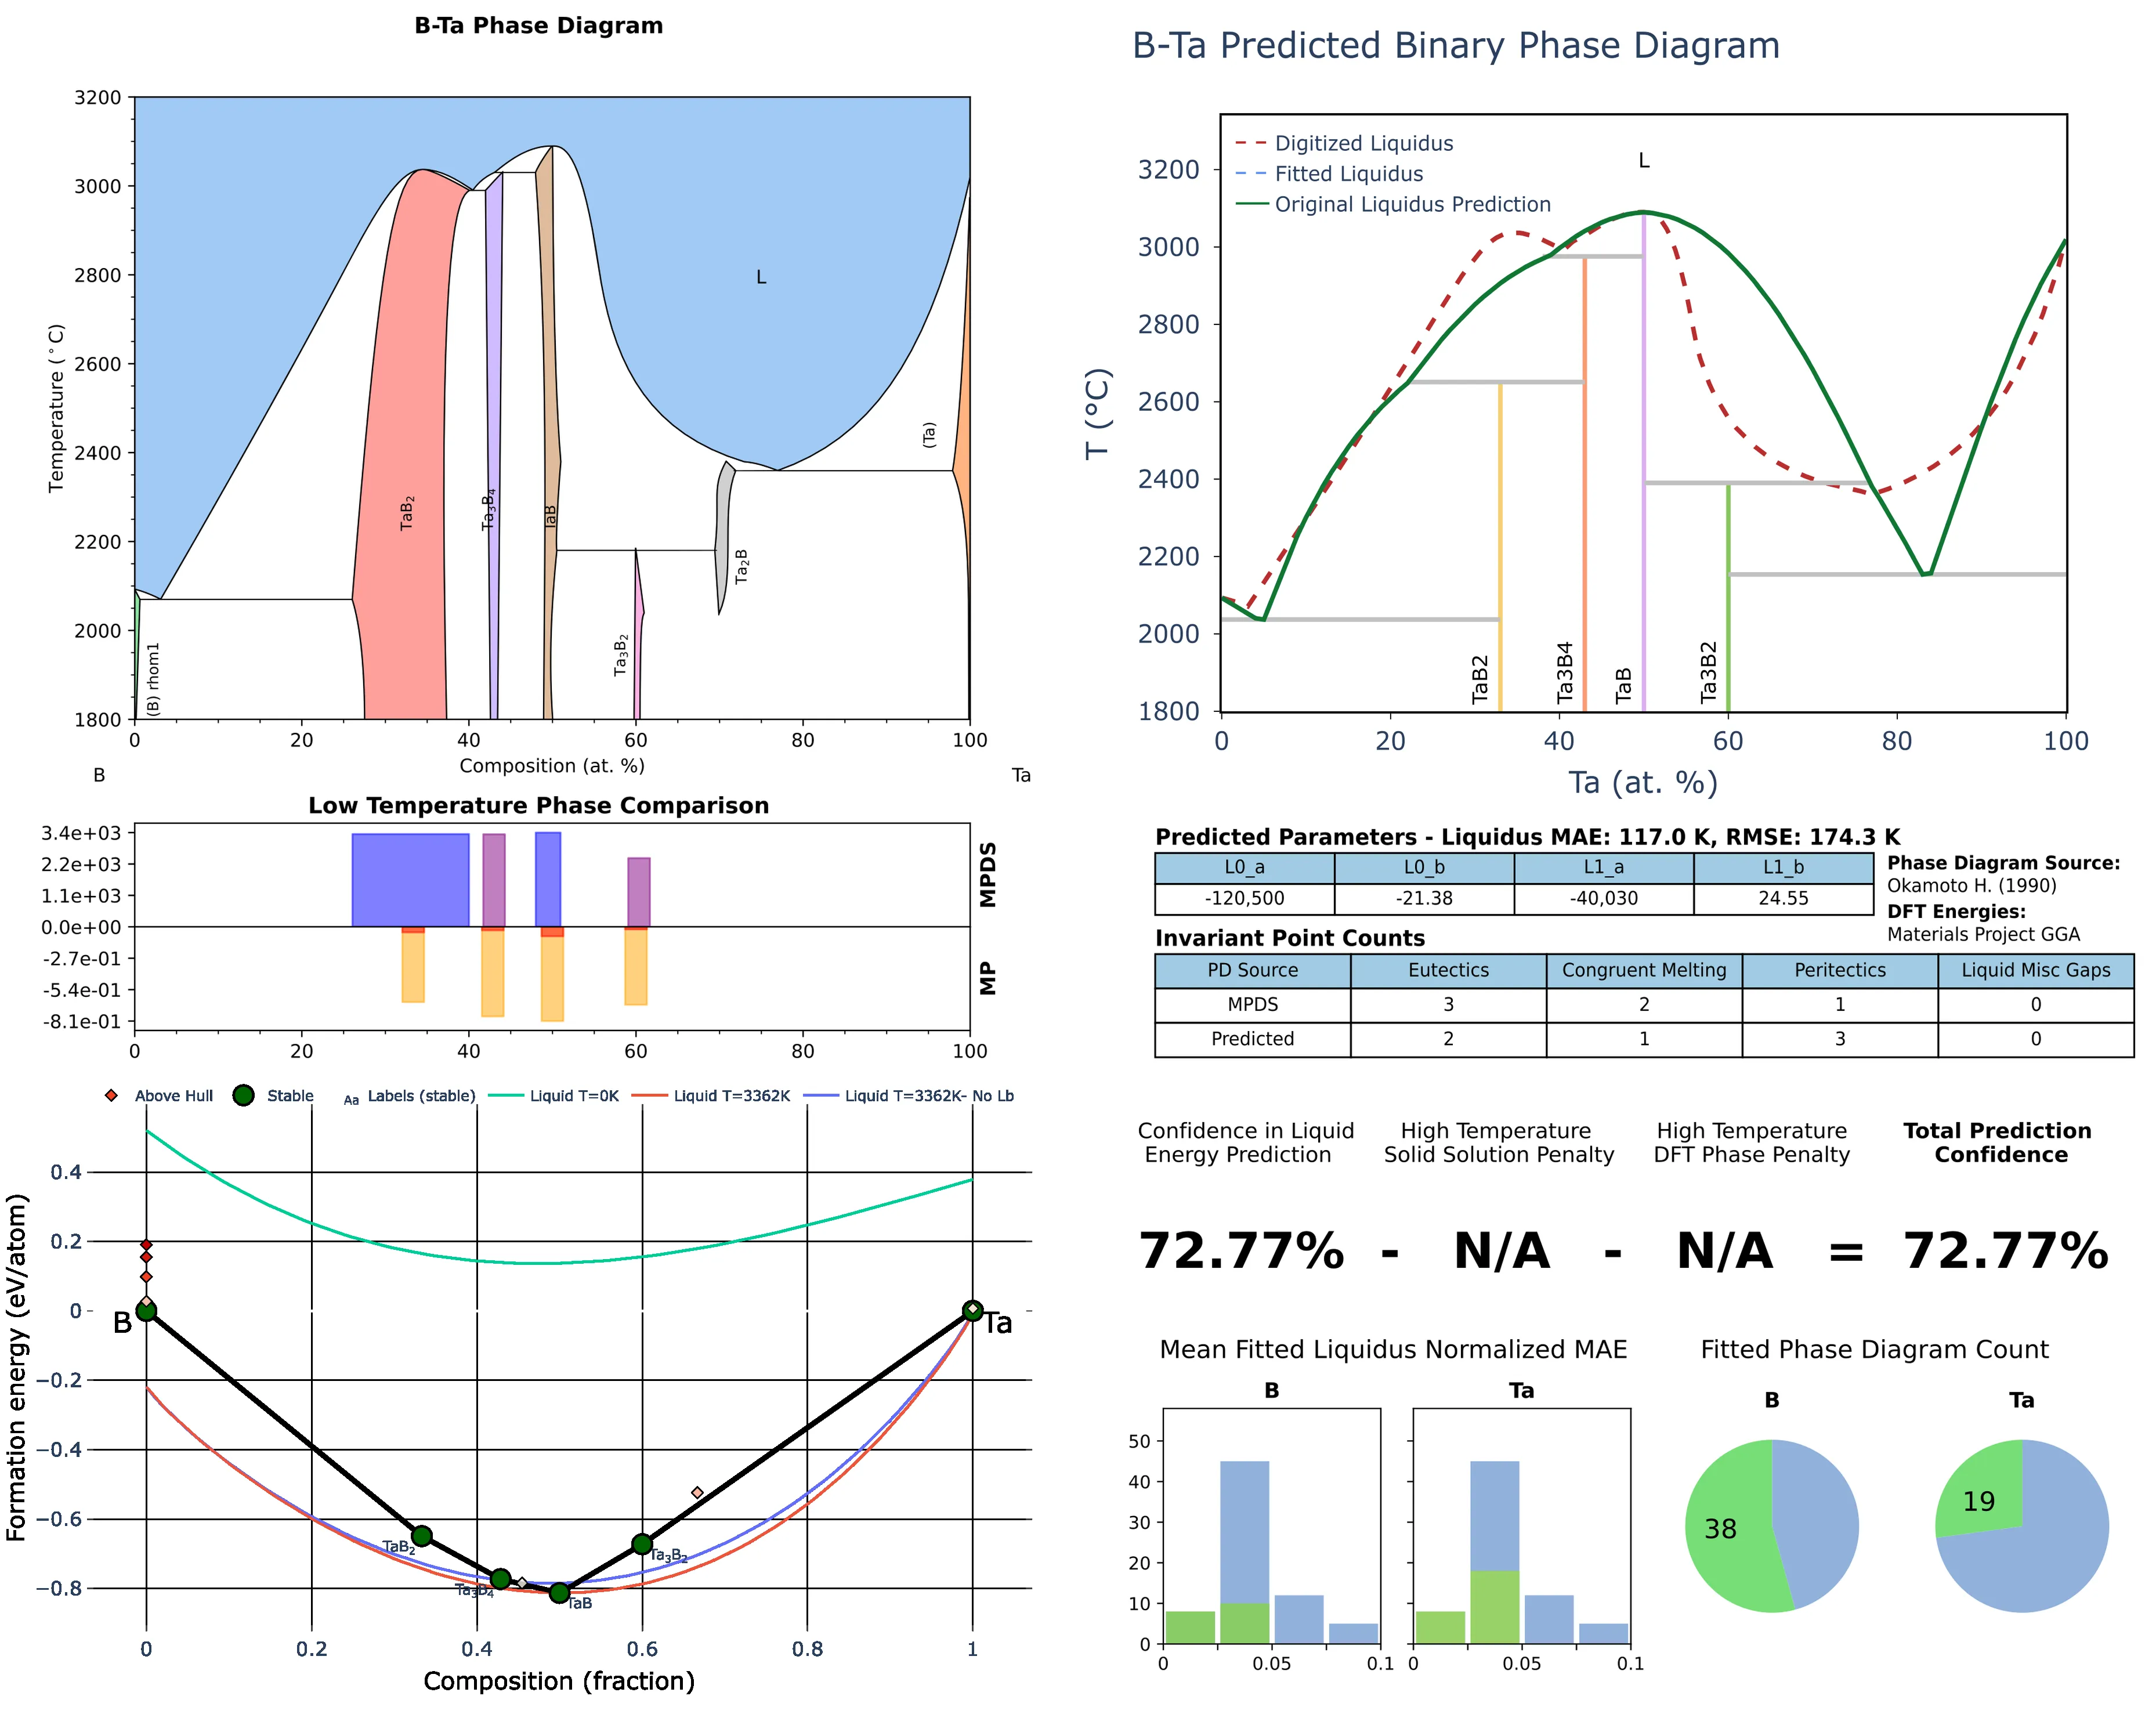 B-Ta Phase Diagram
3200
3000
2800
2600
2400
2200
2000
1800
Temperature (°C)
L
(Ta)
TaB2
Ta3B4
TaB
Ta2B
Ta3B2
(B) rhom1
0 20 40 60 80 100
Composition (at. %)
B Ta
B-Ta Predicted Binary Phase Diagram
Digitized Liquidus
Fitted Liquidus
Original Liquidus Prediction
L
3200
3000
2800
2600
2400
2200
2000
1800
T (°C)
TaB2
Ta3B4
TaB
Ta3B2
0 20 40 60 80 100
Ta (at. %)
Low Temperature Phase Comparison
3.4e+03
2.2e+03
1.1e+03
0.0e+00
-2.7e-01
-5.4e-01
-8.1e-01
MPDS
MP
0 20 40 60 80 100
Predicted Parameters - Liquidus MAE: 117.0 K, RMSE: 174.3 K
L0_a L0_b L1_a L1_b
-120,500 -21.38 -40,030 24.55
Phase Diagram Source:
Okamoto H. (1990)
DFT Energies:
Materials Project GGA
Invariant Point Counts
PD Source Eutectics Congruent Melting Peritectics Liquid Misc Gaps
MPDS 3 2 1 0
Predicted 2 1 3 0
Above Hull Stable Aa Labels (stable) Liquid T=0K Liquid T=3362K Liquid T=3362K- No Lb
0.4
0.2
0
−0.2
−0.4
−0.6
−0.8
Formation energy (eV/atom)
B
Ta
TaB2
Ta3B4
TaB
Ta3B2
0 0.2 0.4 0.6 0.8 1
Composition (fraction)
Confidence in Liquid
Energy Prediction
High Temperature
Solid Solution Penalty
High Temperature
DFT Phase Penalty
Total Prediction
Confidence
72.77% - N/A - N/A = 72.77%
Mean Fitted Liquidus Normalized MAE
B
Ta
50
40
30
20
10
0
0 0.05 0.1
0 0.05 0.1
Fitted Phase Diagram Count
B
Ta
38
19